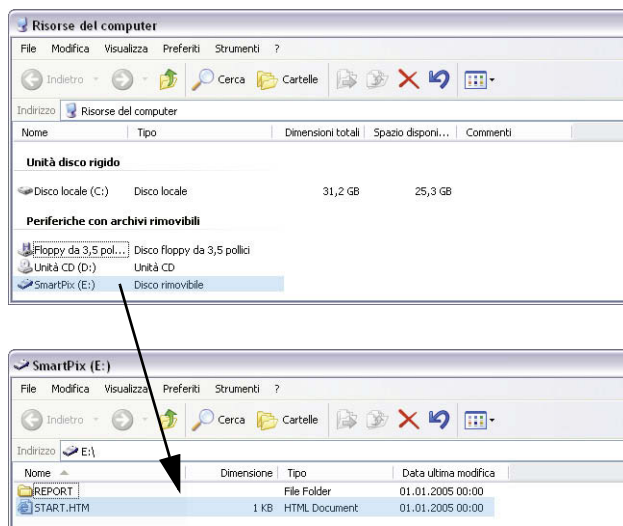 Risorse del computer
File Modifica Visualizza Preferiti Strumenti ?
Indietro Cerca Cartelle
Indirizzo Risorse del computer
Nome Tipo Dimensioni totali Spazio disponi... Commenti
Unità disco rigido
Disco locale (C:) Disco locale 31,2 GB 25,3 GB
Periferiche con archivi rimovibili
Floppy da 3,5 pol... Disco floppy da 3,5 pollici
Unità CD (D:) Unità CD
SmartPix (E:) Disco rimovibile
SmartPix (E:)
File Modifica Visualizza Preferiti Strumenti ?
Indietro Cerca Cartelle
Indirizzo E:\
Nome Dimensione Tipo Data ultima modifica
REPORT File Folder 01.01.2005 00:00
START.HTM 1 KB HTML Document 01.01.2005 00:00